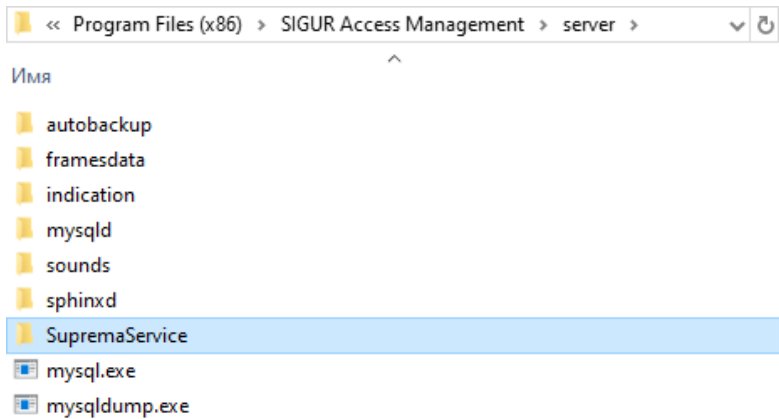 « Program Files (x86) › SIGUR Access Management › server ›
Имя
autobackup
framesdata
indication
mysqld
sounds
sphinxd
SupremaService
mysql.exe
mysqldump.exe